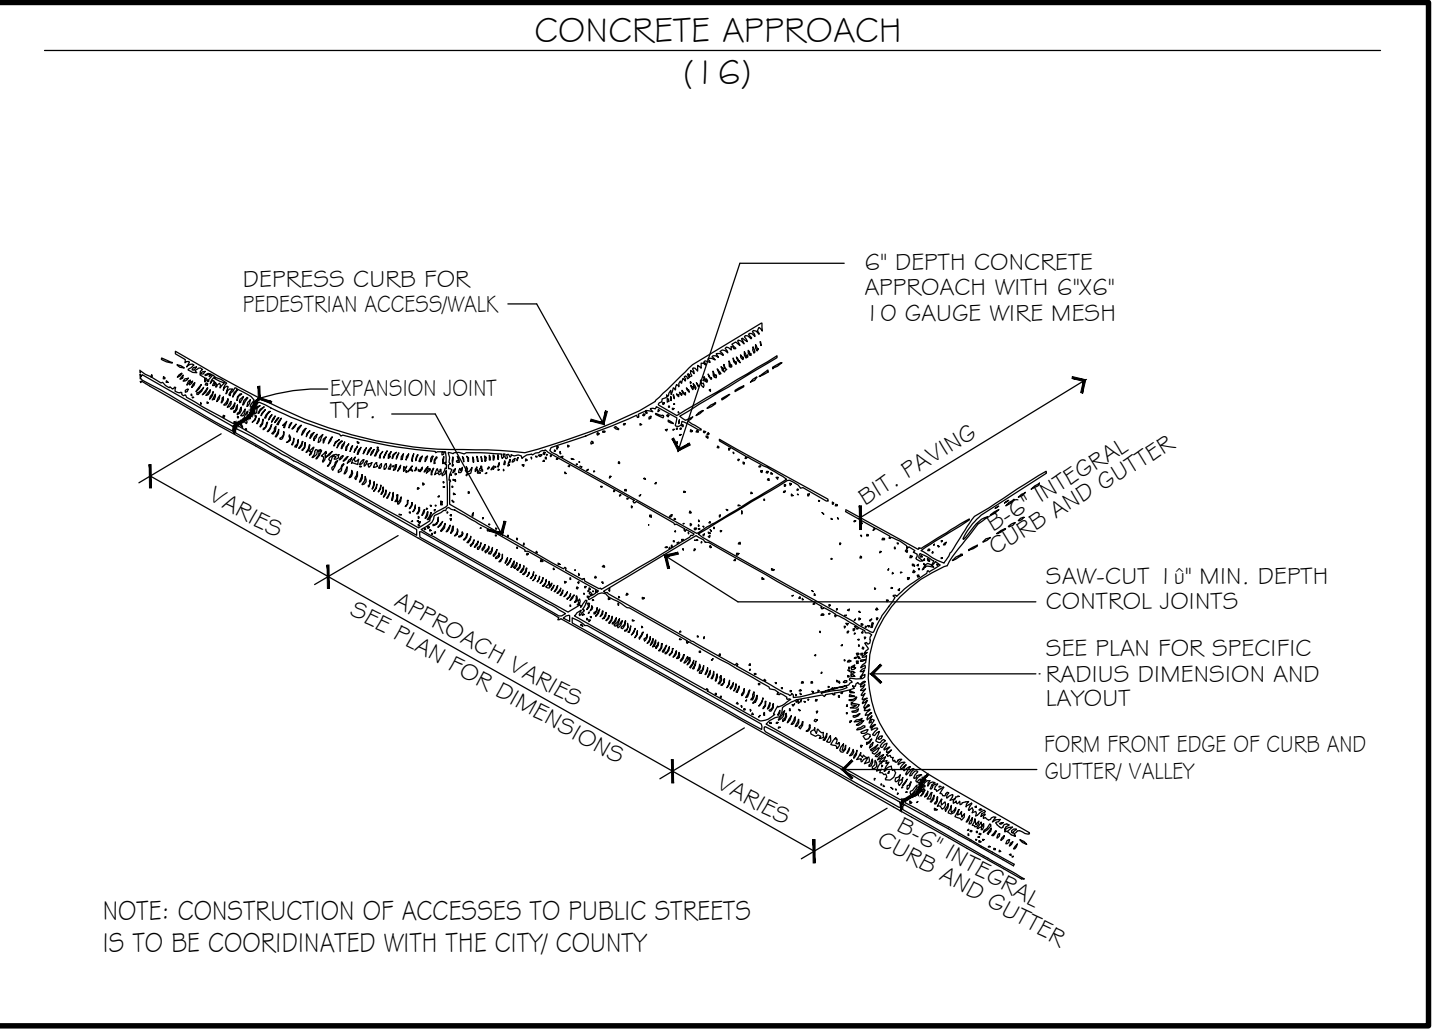 CONCRETE APPROACH
(16)
DEPRESS CURB FOR
PEDESTRIAN ACCESS/WALK
6" DEPTH CONCRETE
APPROACH WITH 6"X6"
10 GAUGE WIRE MESH
EXPANSION JOINT
TYP.
BIT. PAVING
B-6" INTEGRAL
CURB AND GUTTER
VARIES
APPROACH VARIES
SEE PLAN FOR DIMENSIONS
VARIES
SAW-CUT 1û" MIN. DEPTH
CONTROL JOINTS
SEE PLAN FOR SPECIFIC
RADIUS DIMENSION AND
LAYOUT
FORM FRONT EDGE OF CURB AND
GUTTER/ VALLEY
B-6" INTEGRAL
CURB AND GUTTER
NOTE: CONSTRUCTION OF ACCESSES TO PUBLIC STREETS
IS TO BE COORIDINATED WITH THE CITY/ COUNTY